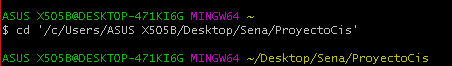 ASUS X505B@DESKTOP-471KI6G MINGW64 ~
$ cd '/c/Users/ASUS X505B/Desktop/Sena/ProyectoCis'
ASUS X505B@DESKTOP-471KI6G MINGW64 ~/Desktop/Sena/ProyectoCis